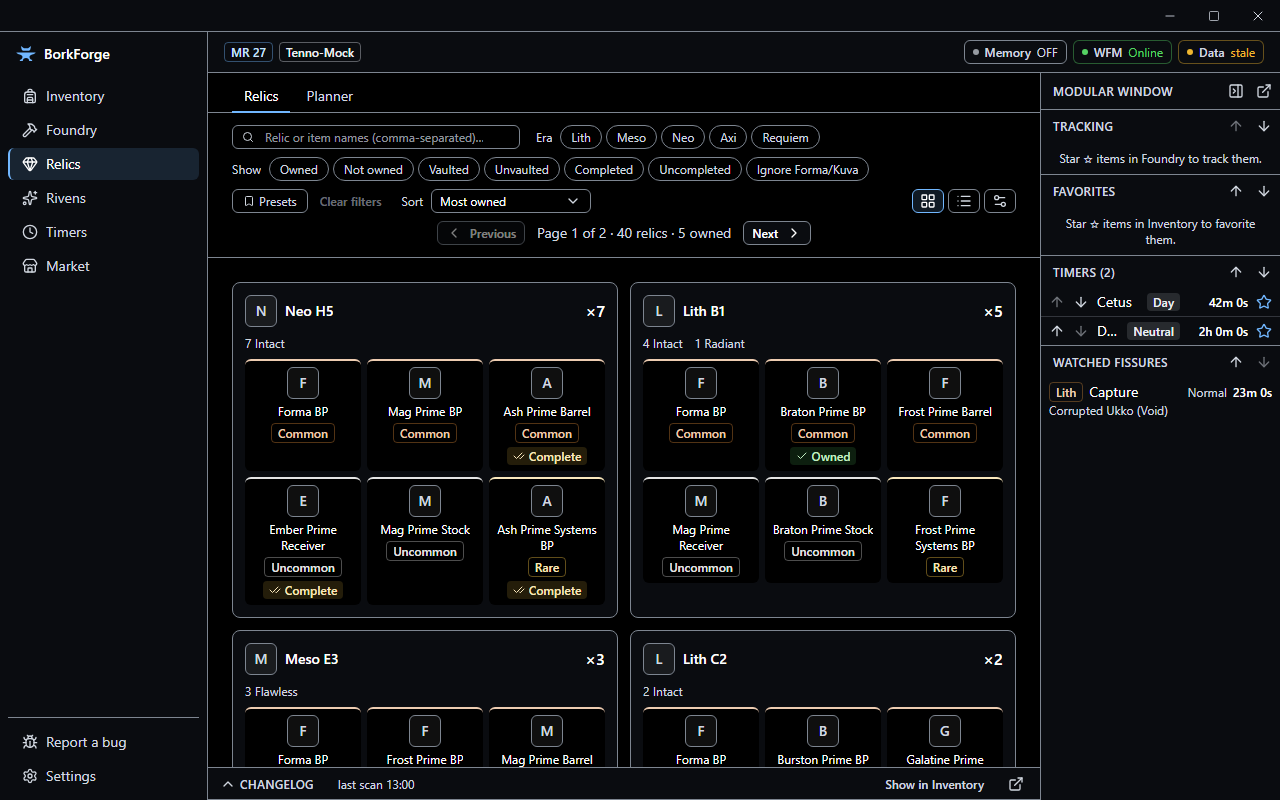 BorkForge
MR 27
Tenno-Mock
Memory OFF
WFM Online
Data stale
Inventory
Foundry
Relics
Rivens
Timers
Market
Report a bug
Settings
Relics
Planner
Relic or item names (comma-separated)...
Era
Lith
Meso
Neo
Axi
Requiem
Show
Owned
Not owned
Vaulted
Unvaulted
Completed
Uncompleted
Ignore Forma/Kuva
Presets
Clear filters
Sort
Most owned
Previous
Page 1 of 2 · 40 relics · 5 owned
Next
N
Neo H5
×7
7 Intact
F
Forma BP
Common
M
Mag Prime BP
Common
A
Ash Prime Barrel
Common
Complete
E
Ember Prime
Receiver
Uncommon
Complete
M
Mag Prime Stock
Uncommon
A
Ash Prime Systems
BP
Rare
Complete
L
Lith B1
×5
4 Intact 1 Radiant
F
Forma BP
Common
B
Braton Prime BP
Common
Owned
F
Frost Prime Barrel
Common
M
Mag Prime
Receiver
Uncommon
B
Braton Prime Stock
Uncommon
F
Frost Prime
Systems BP
Rare
M
Meso E3
×3
3 Flawless
F
Forma BP
F
Frost Prime BP
M
Mag Prime Barrel
L
Lith C2
×2
2 Intact
F
Forma BP
B
Burston Prime BP
G
Galatine Prime
CHANGELOG
last scan 13:00
Show in Inventory
MODULAR WINDOW
TRACKING
Star ☆ items in Foundry to track them.
FAVORITES
Star ☆ items in Inventory to favorite
them.
TIMERS (2)
Cetus Day 42m 0s
D... Neutral 2h 0m 0s
WATCHED FISSURES
Lith Capture Normal 23m 0s
Corrupted Ukko (Void)